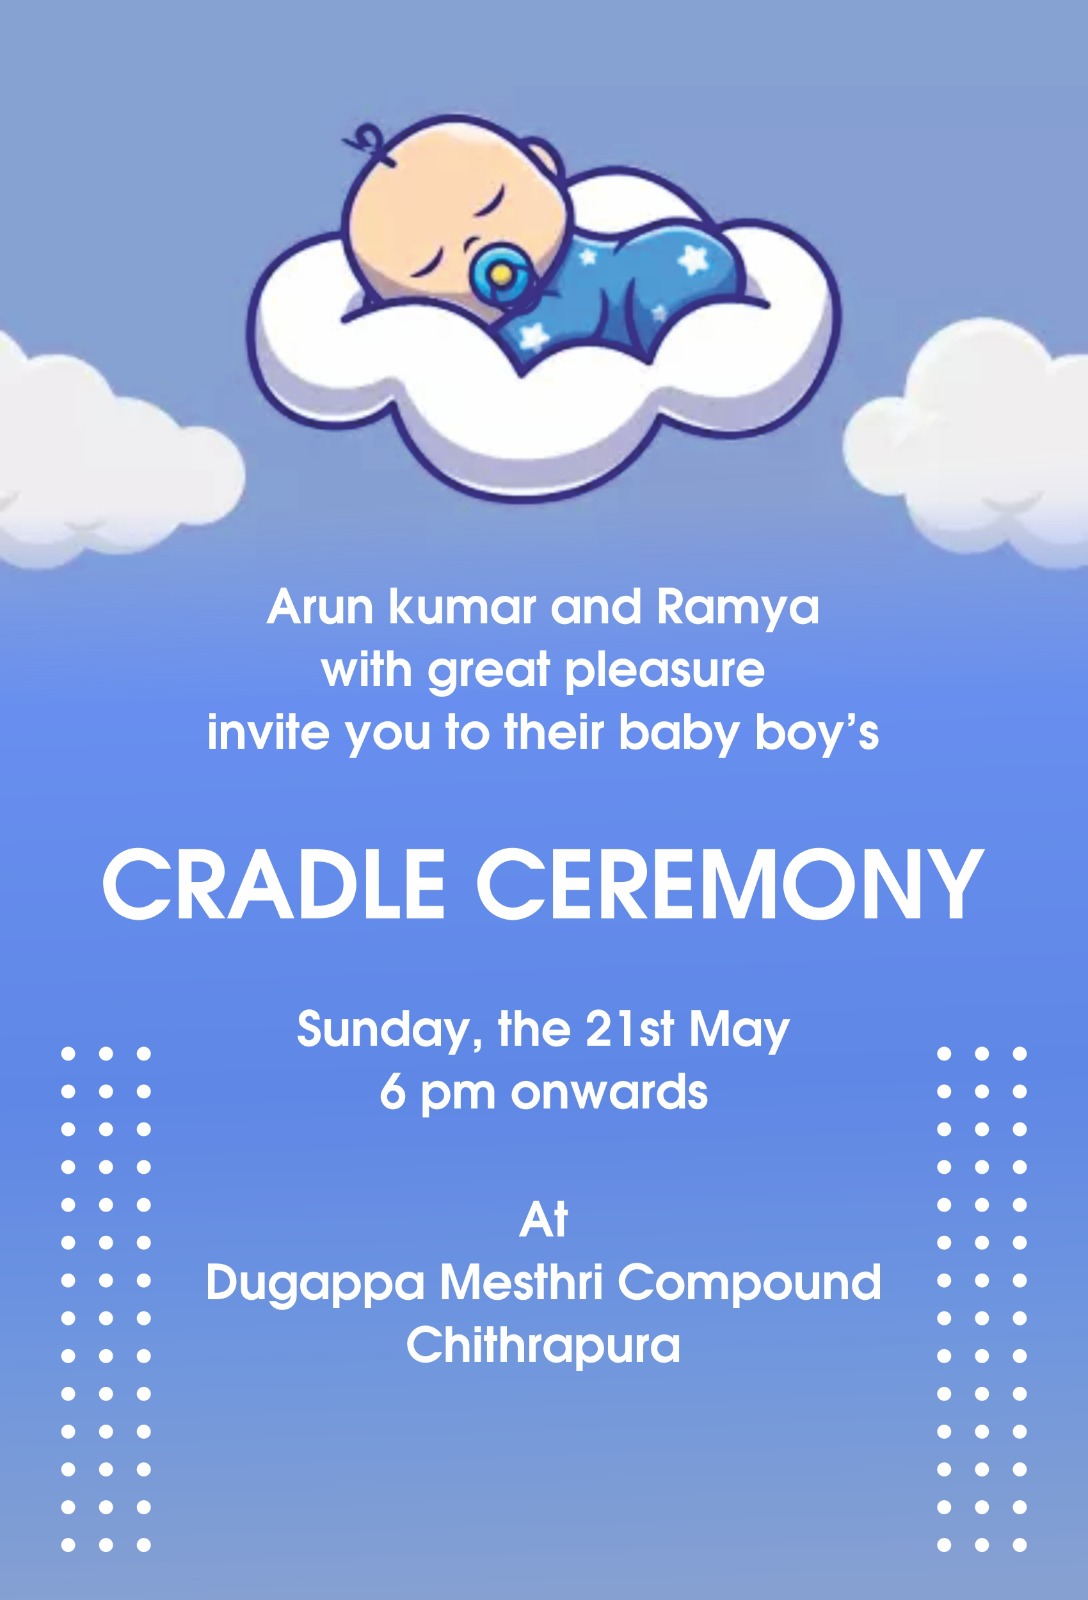 Arun kumar and Ramya
with great pleasure
invite you to their baby boy’s
CRADLE CEREMONY
Sunday, the 21st May
6 pm onwards
At
Dugappa Mesthri Compound
Chithrapura